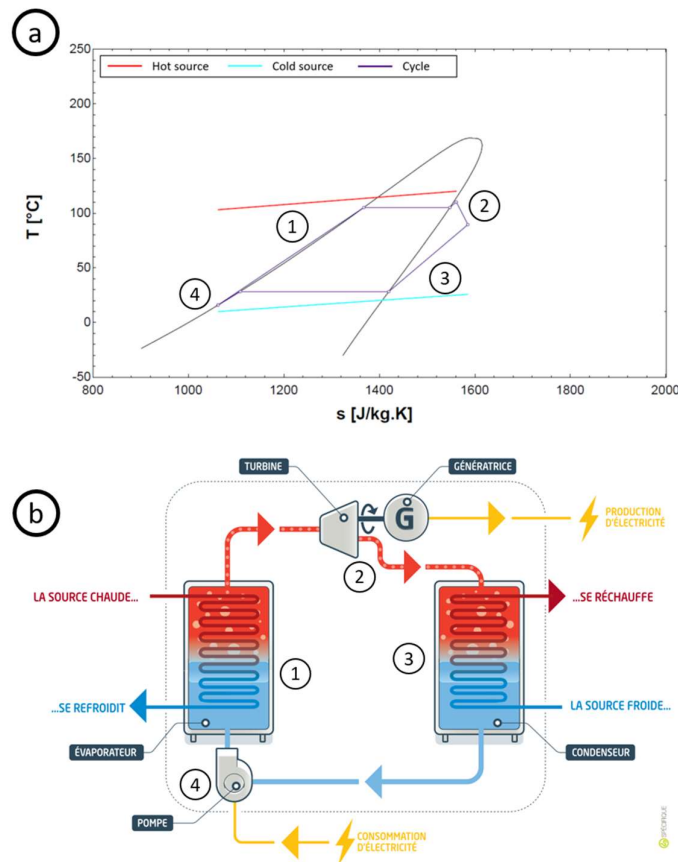 a
250
200
150
100
50
0
-50
800
1000
1200
1400
1600
1800
2000
T [°C]
s [J/kg.K]
Hot source
Cold source
Cycle
1
2
3
4
b
TURBINE
GÉNÉRATRICE
G
PRODUCTION
D'ÉLECTRICITÉ
2
LA SOURCE CHAUDE...
...SE RÉCHAUFFE
1
3
...SE REFROIDIT
LA SOURCE FROIDE...
ÉVAPORATEUR
CONDENSEUR
4
POMPE
CONSOMMATION
D'ÉLECTRICITÉ
SPÉCIFIQUE